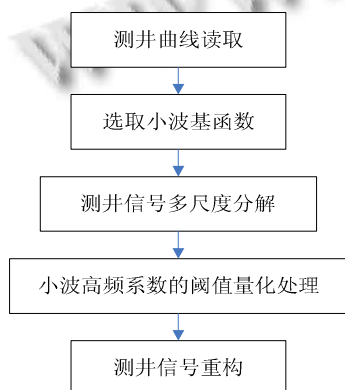 测井曲线读取
选取小波基函数
测井信号多尺度分解
小波高频系数的阈值量化处理
测井信号重构